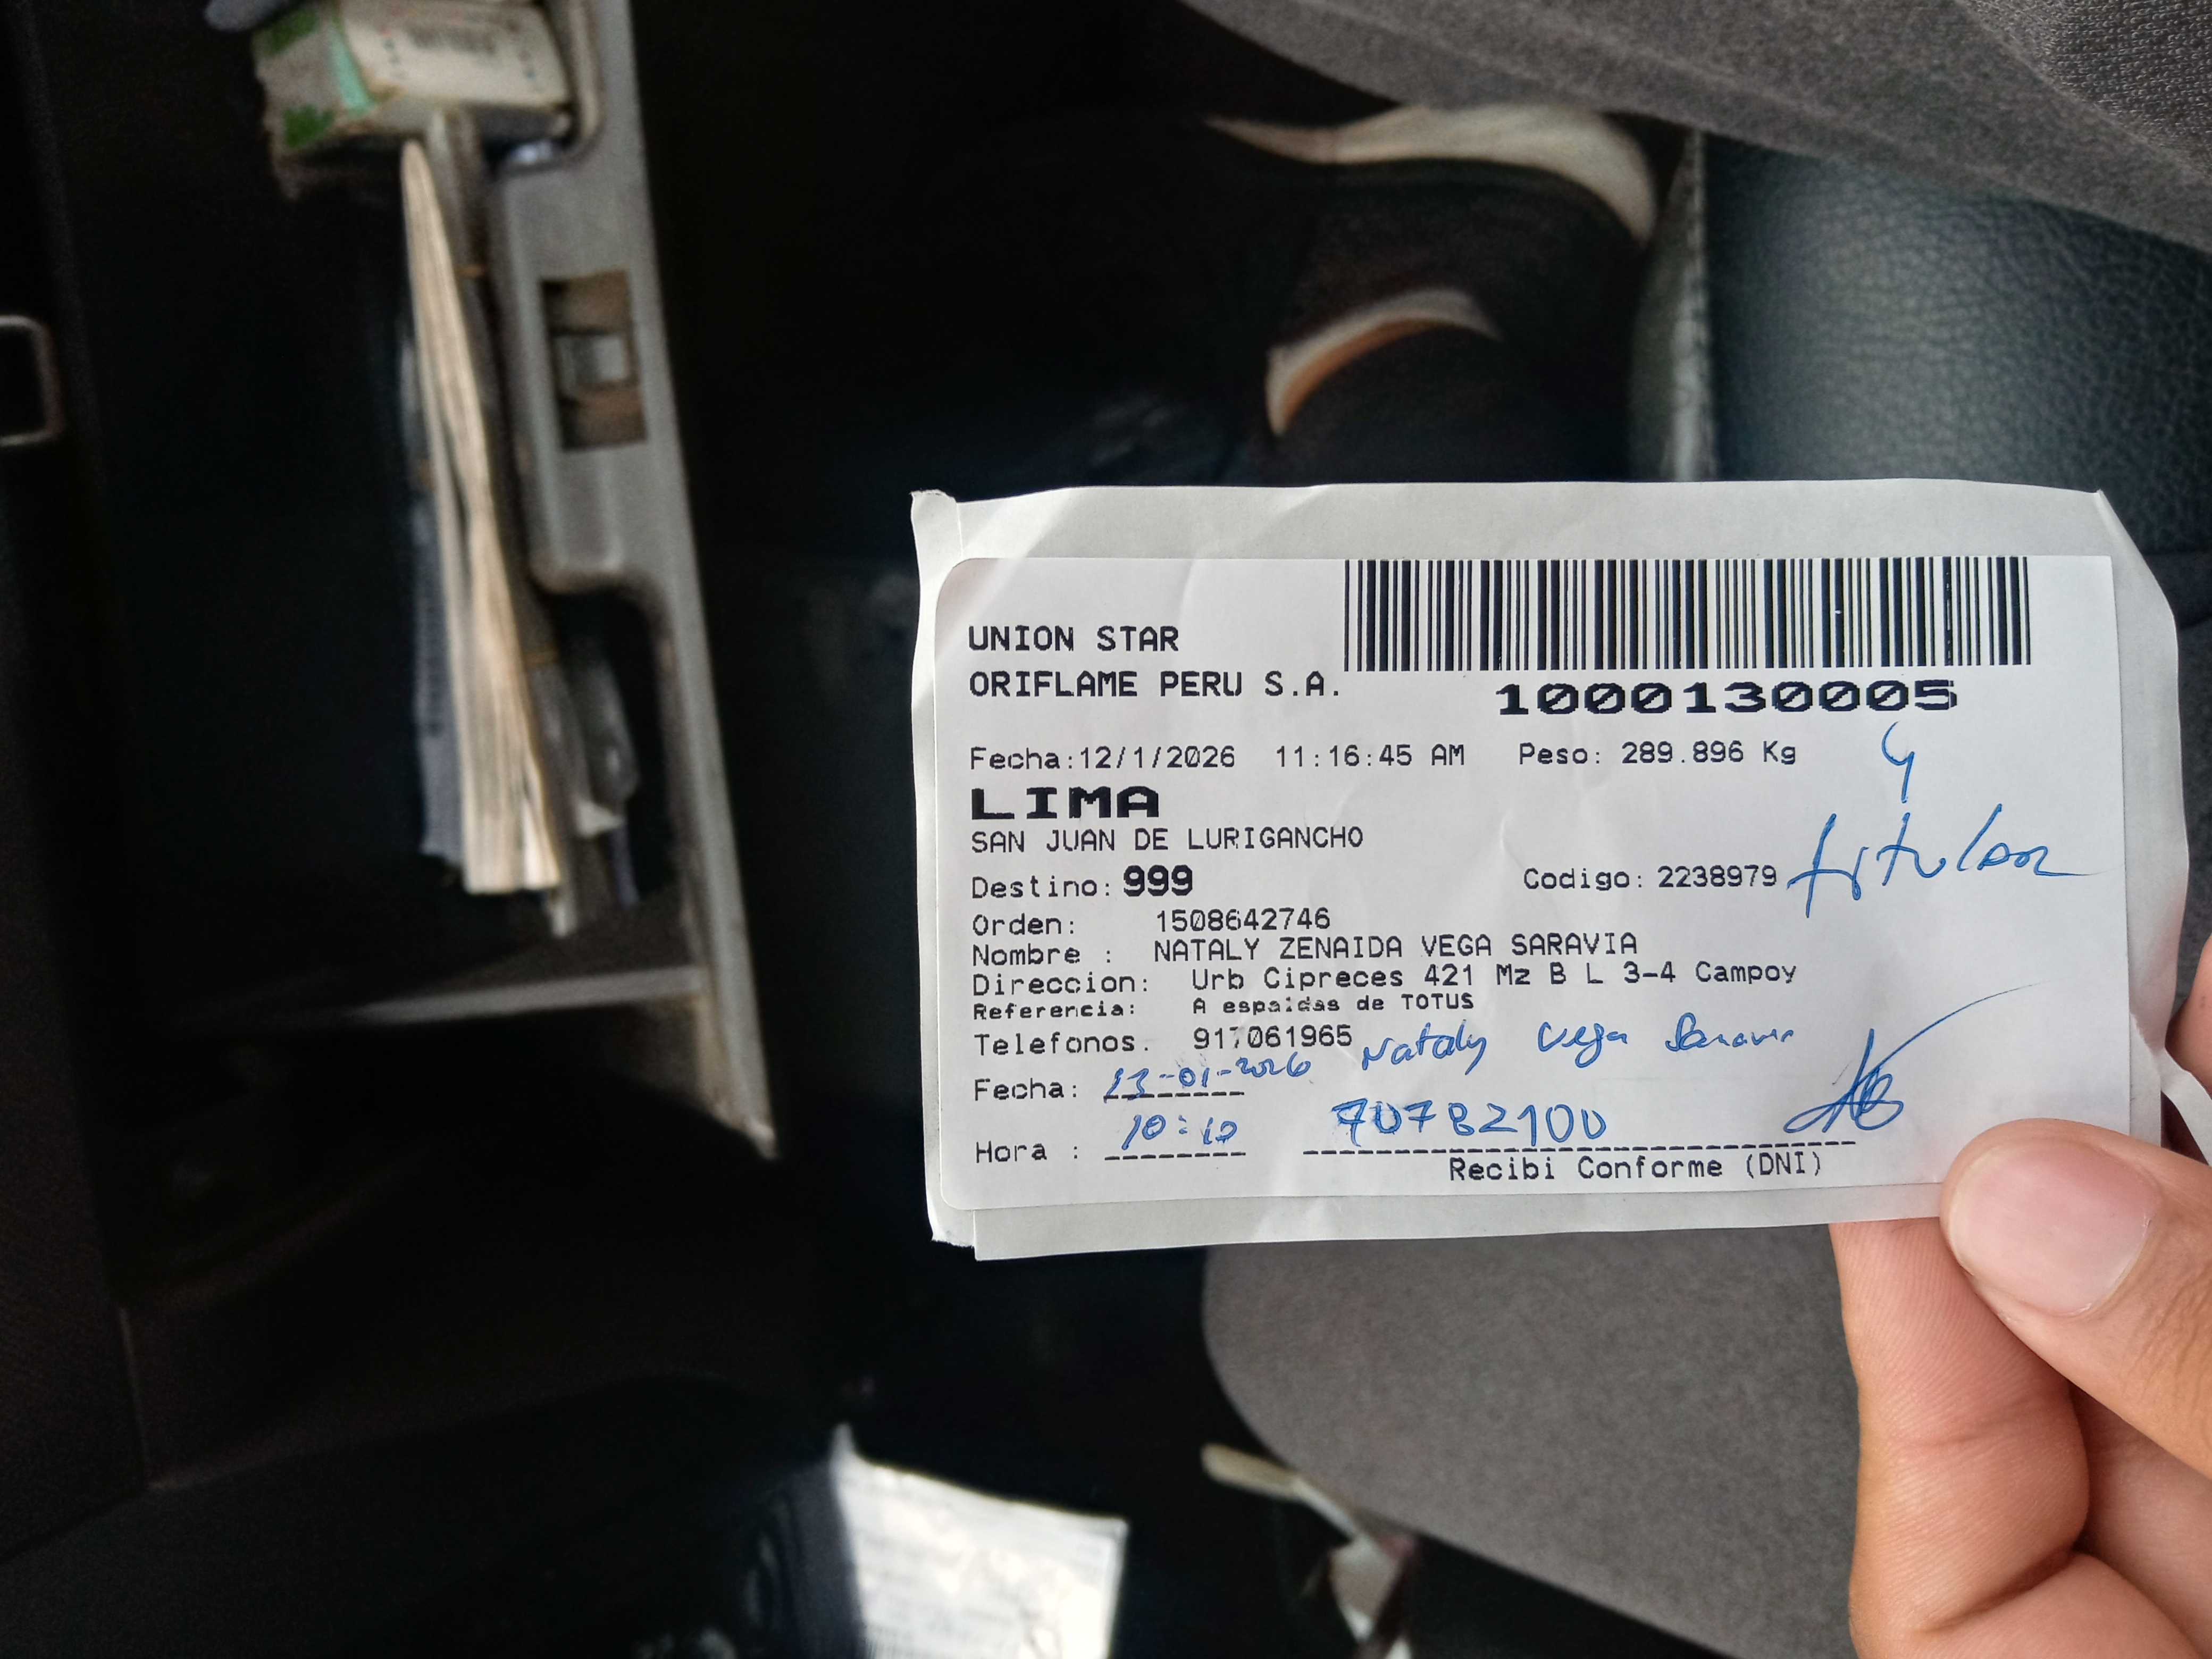 UNION STAR
ORIFLAME PERU S.A.
1000130005
Fecha:12/1/2026 11:16:45 AM Peso: 289.896 Kg
LIMA
SAN JUAN DE LURIGANCHO
Destino: 999 Codigo: 2238979 titular
Orden: 1508642746
Nombre : NATALY ZENAIDA VEGA SARAVIA
Direccion: Urb Cipreces 421 Mz B L 3-4 Campoy
Referencia: A espaldas de TOTUS
Telefonos. 917061965 Nataly Vega Saravia
Fecha: 13-01-2026
Hora : 10:10 70782100
Recibi Conforme (DNI)